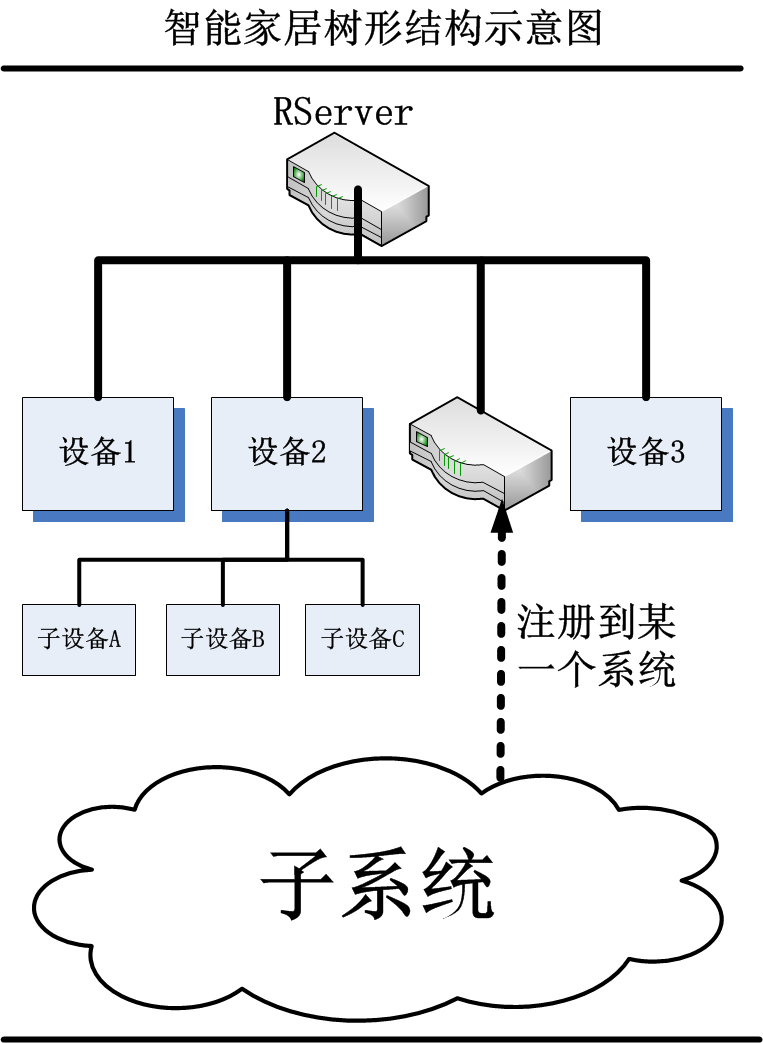 智能家居树形结构示意图
RServer
设备1
设备2
设备3
子设备A
子设备B
子设备C
注册到某
一个系统
子系统